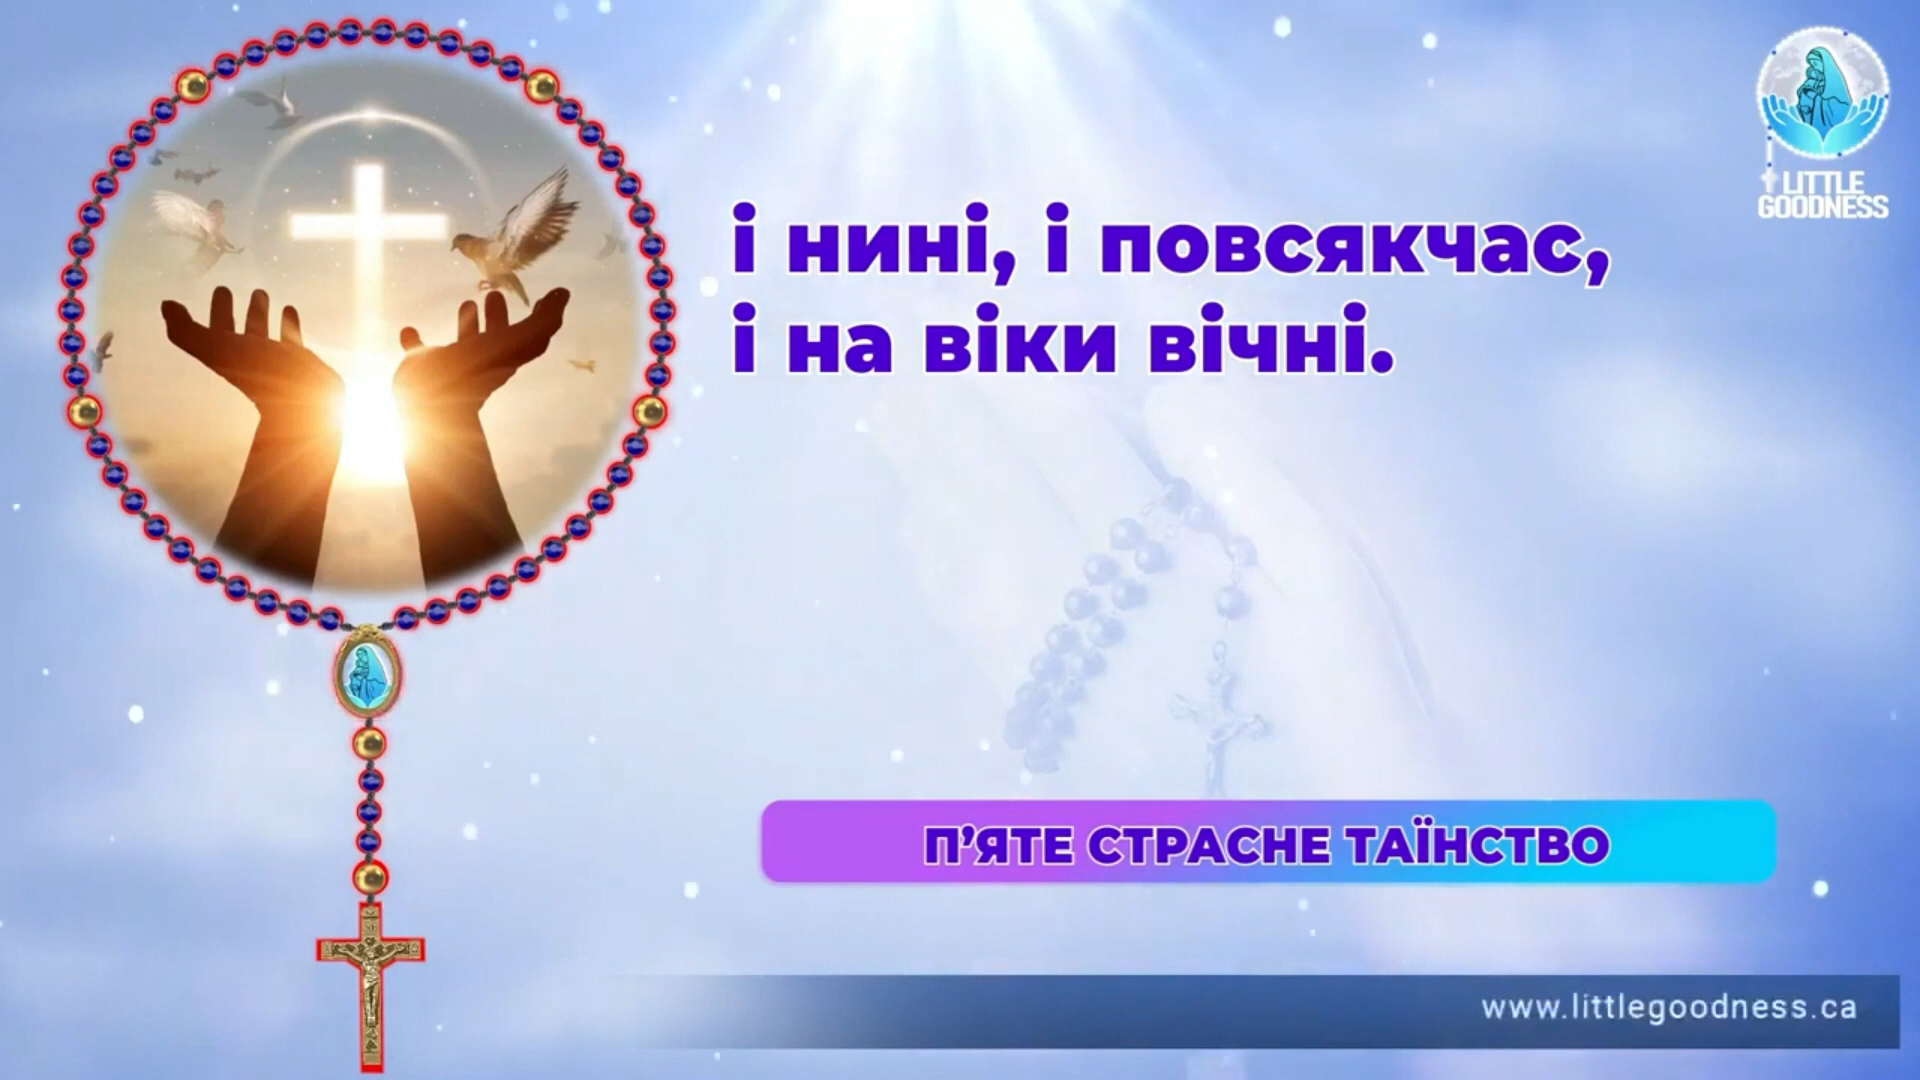 і нині, і повсякчас,
і на віки вічні.
LITTLE
GOODNESS
П’ЯТЕ СТРАСНЕ ТАЇНСТВО
www.littlegoodness.ca